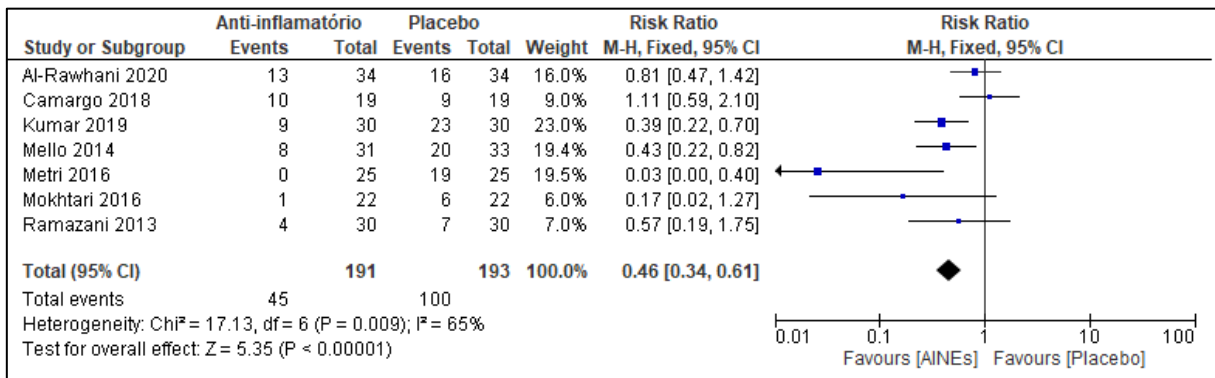 Anti-inflamatório Placebo Risk Ratio Risk Ratio
Study or Subgroup Events Total Events Total Weight M-H, Fixed, 95% CI M-H, Fixed, 95% CI
Al-Rawhani 2020 13 34 16 34 16.0% 0.81 [0.47, 1.42]
Camargo 2018 10 19 9 19 9.0% 1.11 [0.59, 2.10]
Kumar 2019 9 30 23 30 23.0% 0.39 [0.22, 0.70]
Mello 2014 8 31 20 33 19.4% 0.43 [0.22, 0.82]
Metri 2016 0 25 19 25 19.5% 0.03 [0.00, 0.40]
Mokhtari 2016 1 22 6 22 6.0% 0.17 [0.02, 1.27]
Ramazani 2013 4 30 7 30 7.0% 0.57 [0.19, 1.75]
Total (95% CI) 191 193 100.0% 0.46 [0.34, 0.61]
Total events 45 100
Heterogeneity: Chi² = 17.13, df = 6 (P = 0.009); I² = 65%
Test for overall effect: Z = 5.35 (P < 0.00001)
0.01 0.1 1 10 100
Favours [AINEs] Favours [Placebo]